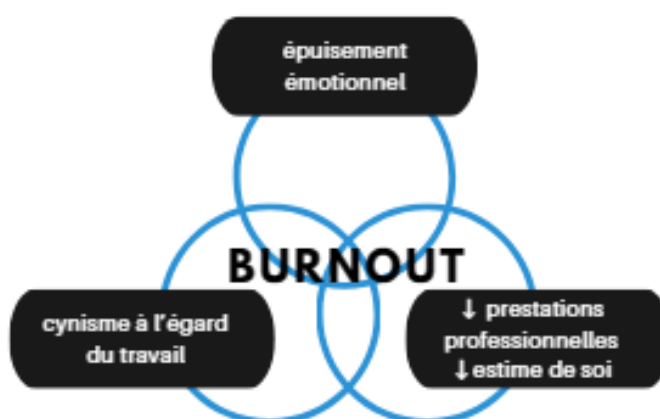 épuisement
émotionnel
BURNOUT
cynisme à l'égard
du travail
↓ prestations
professionnelles
↓ estime de soi